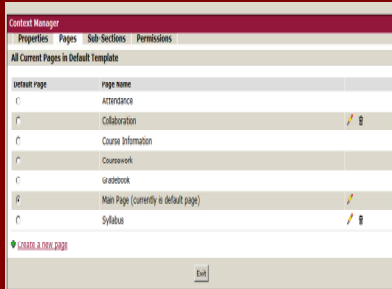 Context Manager
Properties Pages Sub-Sections Permissions
All Current Pages in Default Template
Default Page Page Name
Attendance
Collaboration
Course Information
Coursework
Gradebook
Main Page (currently is default page)
Syllabus
Create a new page
Exit